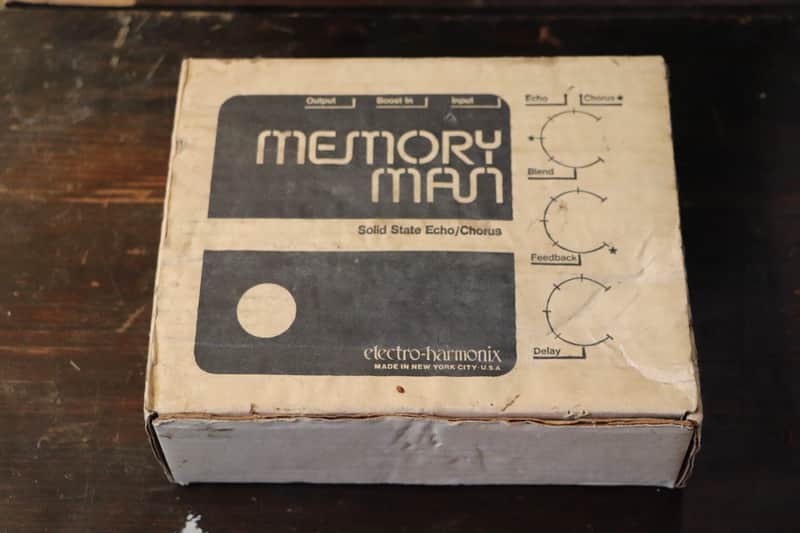 Output Boost In Input
Echo Chorus★
MEMORY
MAN
Blend
Solid State Echo/Chorus
Feedback
Delay
electro-harmonix
MADE IN NEW YORK CITY·U.S.A